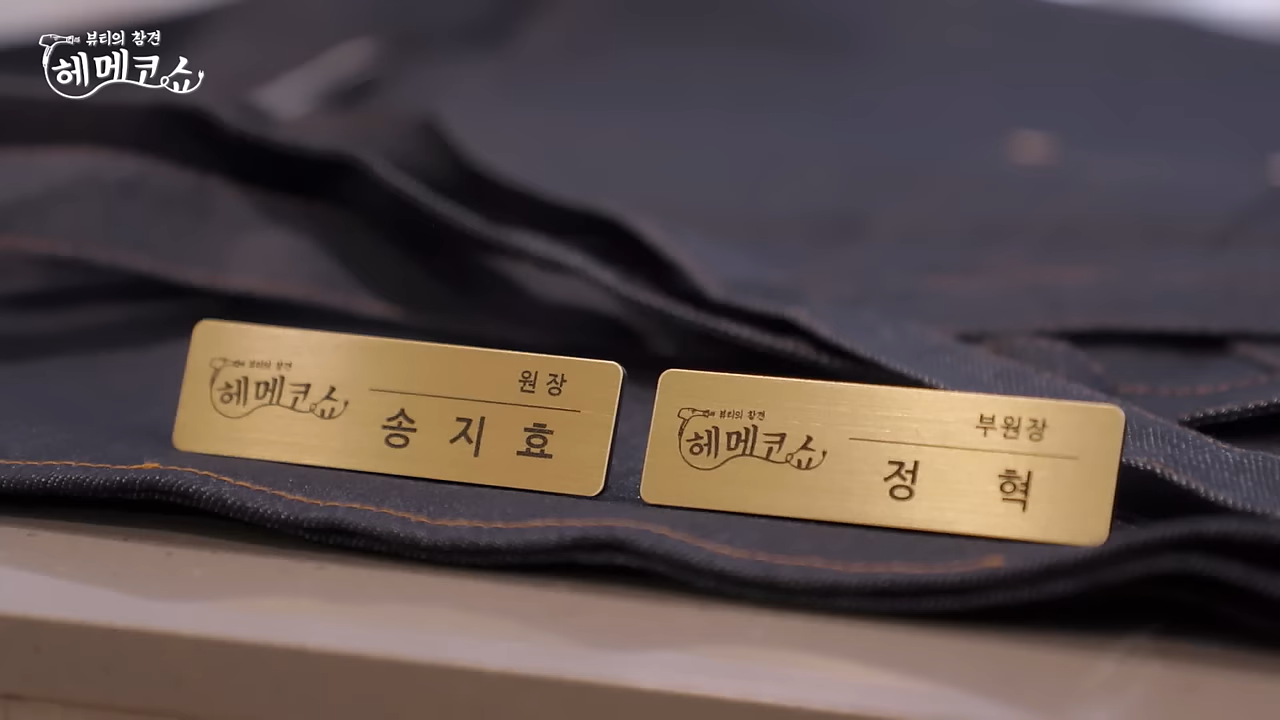 뷰티의 참견
헤메코쇼
뷰티의 참견
헤메코쇼
원장
송지효
뷰티의 참견
헤메코쇼
부원장
정 혁